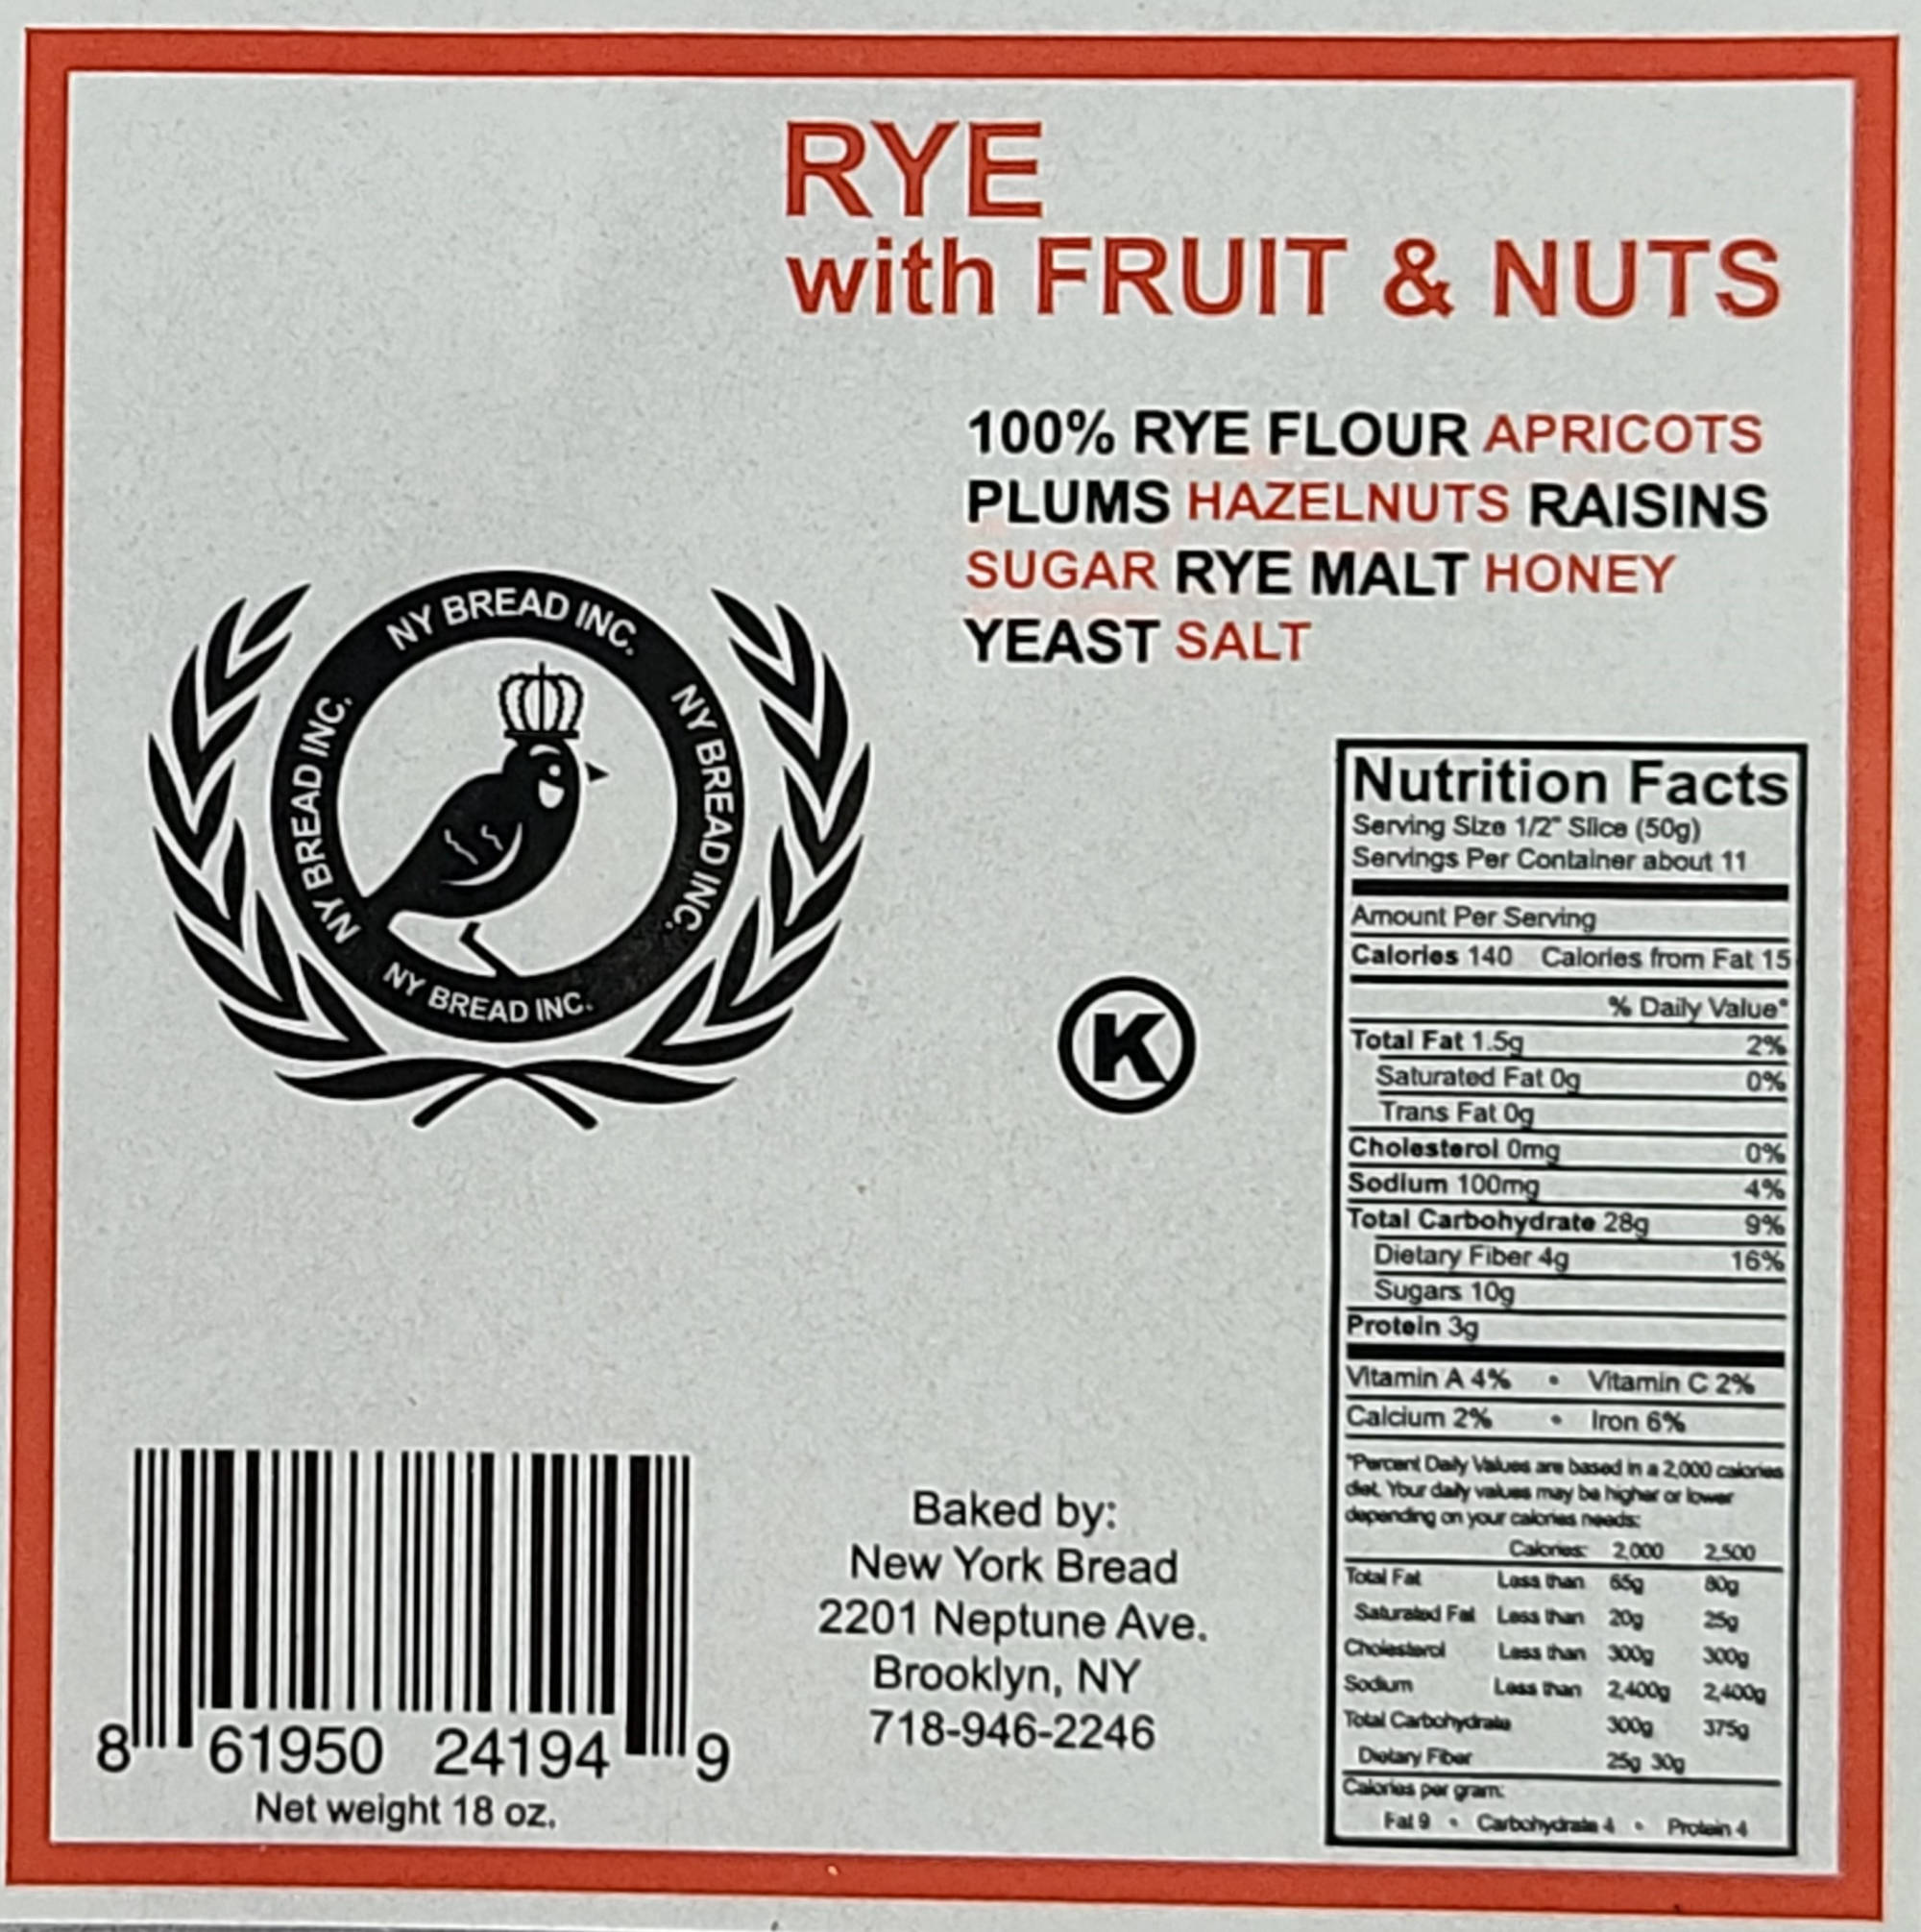 RYE
with FRUIT & NUTS
100% RYE FLOUR APRICOTS
PLUMS HAZELNUTS RAISINS
SUGAR RYE MALT HONEY
YEAST SALT
NY BREAD INC.
NY BREAD INC.
NY BREAD INC.
NY BREAD INC.
K
Nutrition Facts
Serving Size 1/2" Slice (50g)
Servings Per Container about 11
Amount Per Serving
Calories 140 Calories from Fat 15
% Daily Value*
Total Fat 1.5g 2%
Saturated Fat 0g 0%
Trans Fat 0g
Cholesterol 0mg 0%
Sodium 100mg 4%
Total Carbohydrate 28g 9%
Dietary Fiber 4g 16%
Sugars 10g
Protein 3g
Vitamin A 4% • Vitamin C 2%
Calcium 2% • Iron 6%
*Percent Daily Values are based in a 2,000 calories
diet. Your daily values may be higher or lower
depending on your calories needs:
Calories: 2,000 2,500
Total Fat Less than 65g 80g
Saturated Fat Less than 20g 25g
Cholesterol Less than 300g 300g
Sodium Less than 2,400g 2,400g
Total Carbohydrate 300g 375g
Dietary Fiber 25g 30g
Calories per gram:
Fat 9 • Carbohydrate 4 • Protein 4
Baked by:
New York Bread
2201 Neptune Ave.
Brooklyn, NY
718-946-2246
8 61950 24194 9
Net weight 18 oz.